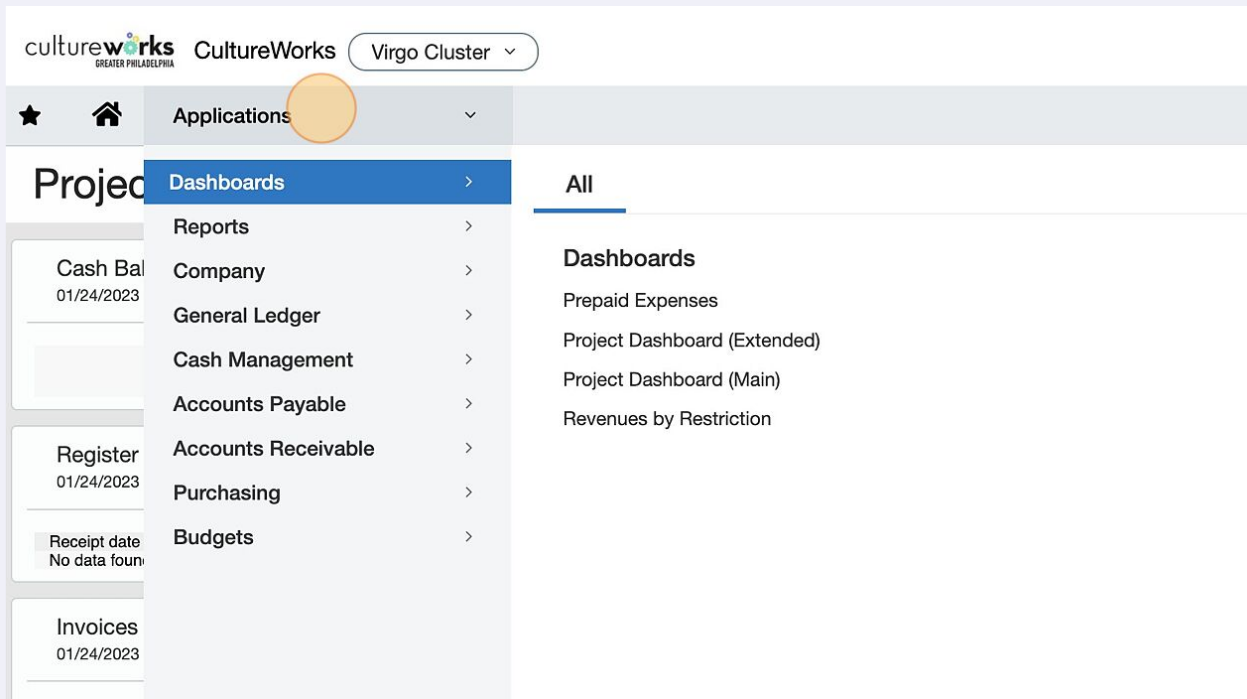 cultureworks
GREATER PHILADELPHIA
CultureWorks
Virgo Cluster
Applications
Dashboards
Reports
Company
General Ledger
Cash Management
Accounts Payable
Accounts Receivable
Purchasing
Budgets
All
Dashboards
Prepaid Expenses
Project Dashboard (Extended)
Project Dashboard (Main)
Revenues by Restriction
Projec
Cash Bal
01/24/2023
Register
01/24/2023
Receipt date
No data foun
Invoices
01/24/2023